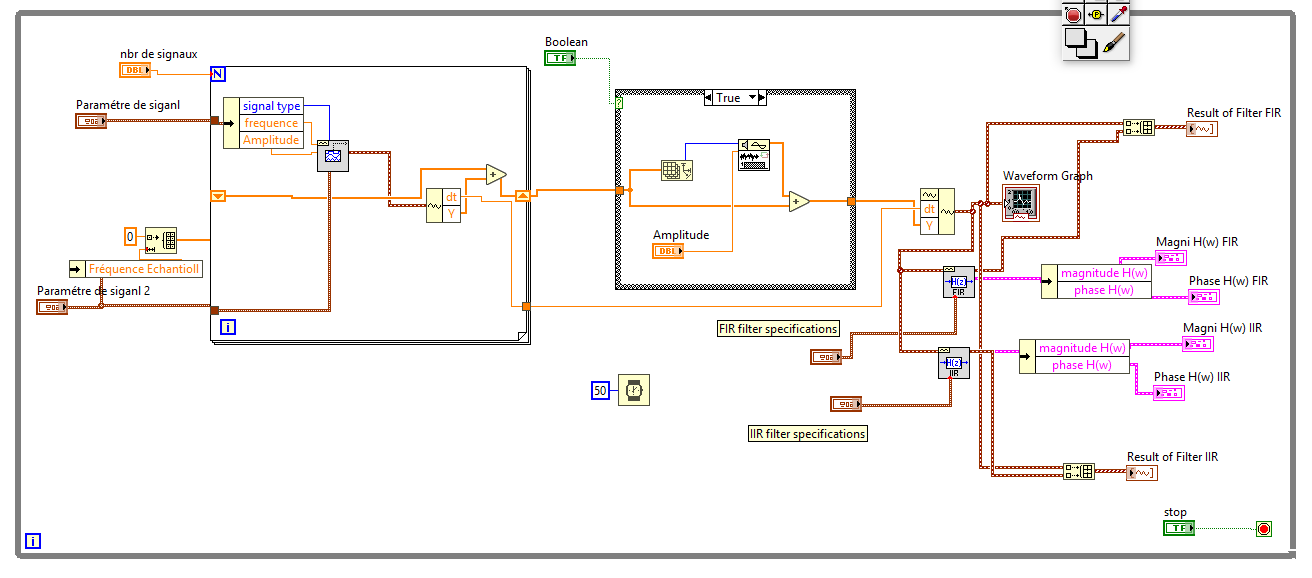 nbr de signaux
DBL
N
Paramétre de siganl
signal type
frequence
Amplitude
dt
Y
0
Fréquence Echantioll
Paramétre de siganl 2
i
Boolean
TF
?
True
Amplitude
DBL
dt
Y
Result of Filter FIR
Waveform Graph
Magni H(w) FIR
magnitude H(w)
phase H(w)
Phase H(w) FIR
H(z)
FIR
FIR filter specifications
Magni H(w) IIR
magnitude H(w)
phase H(w)
Phase H(w) IIR
H(z)
IIR
50
IIR filter specifications
Result of Filter IIR
stop
TF
i